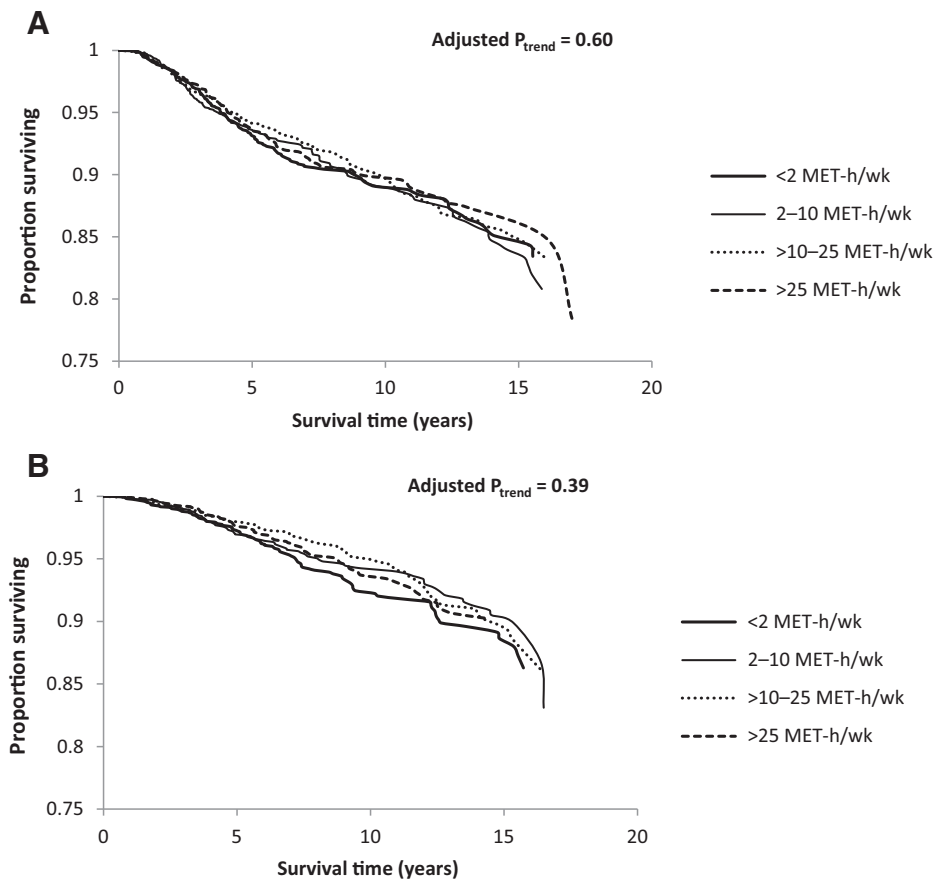 A
Adjusted Ptrend = 0.60
Proportion surviving
1
0.95
0.9
0.85
0.8
0.75
0
5
10
15
20
Survival time (years)
<2 MET-h/wk
2–10 MET-h/wk
>10–25 MET-h/wk
>25 MET-h/wk
B
Adjusted Ptrend = 0.39
Proportion surviving
1
0.95
0.9
0.85
0.8
0.75
0
5
10
15
20
Survival time (years)
<2 MET-h/wk
2–10 MET-h/wk
>10–25 MET-h/wk
>25 MET-h/wk